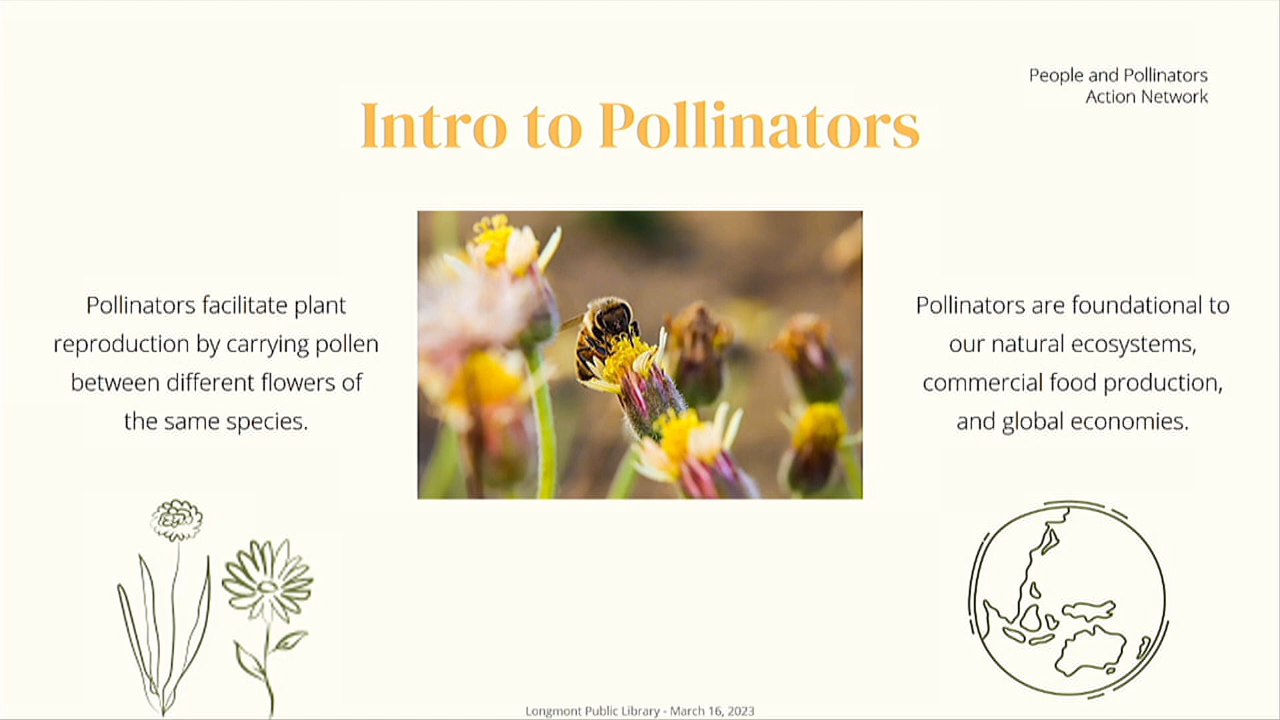 People and Pollinators
Action Network
Intro to Pollinators
Pollinators facilitate plant
reproduction by carrying pollen
between different flowers of
the same species.
Pollinators are foundational to
our natural ecosystems,
commercial food production,
and global economies.
Longmont Public Library - March 16, 2023